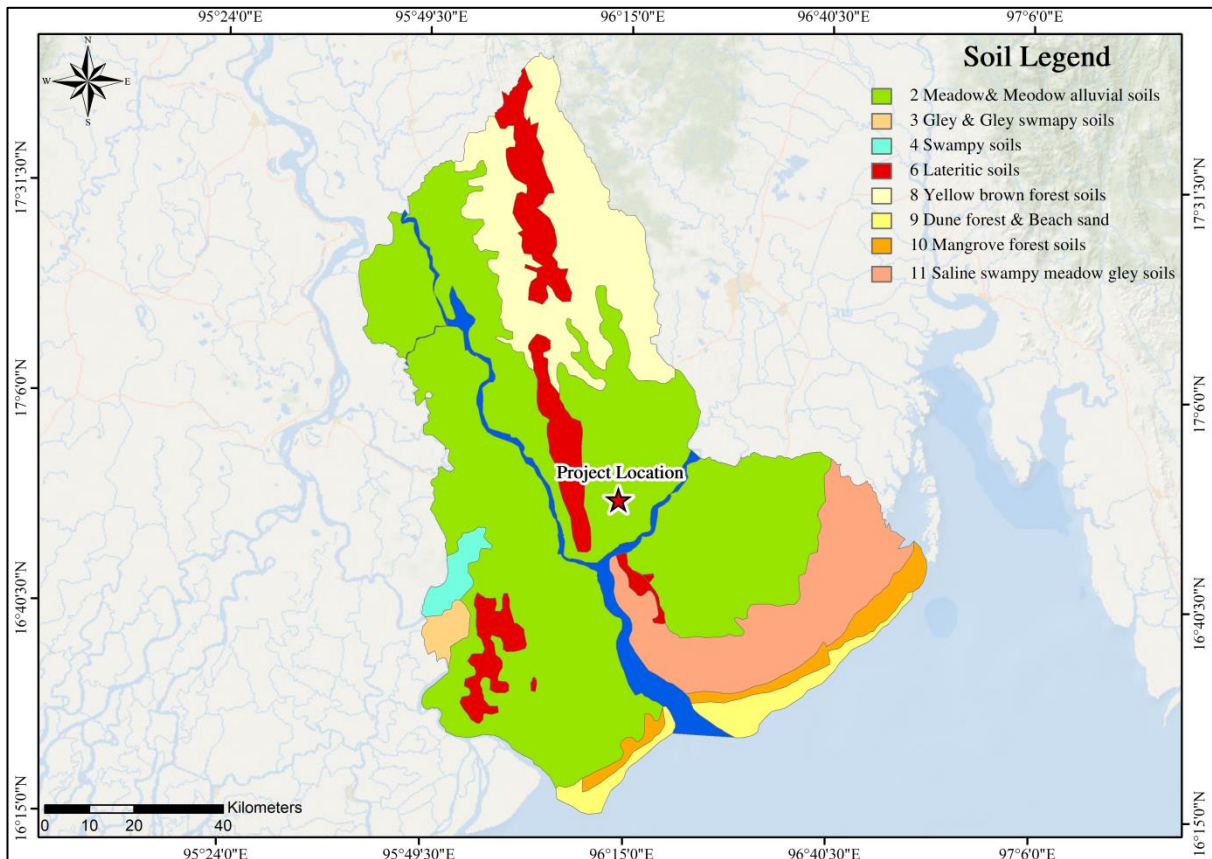 95°24'0"E 95°49'30"E 96°15'0"E 96°40'30"E 97°6'0"E
N
W E
S
Soil Legend
2 Meadow& Meodow alluvial soils
3 Gley & Gley swmapy soils
4 Swampy soils
6 Lateritic soils
8 Yellow brown forest soils
9 Dune forest & Beach sand
10 Mangrove forest soils
11 Saline swampy meadow gley soils
17°31'30"N 17°31'30"N
17°6'0"N 17°6'0"N
Project Location
16°40'30"N 16°40'30"N
16°15'0"N 16°15'0"N
Kilometers
0 10 20 40
95°24'0"E 95°49'30"E 96°15'0"E 96°40'30"E 97°6'0"E